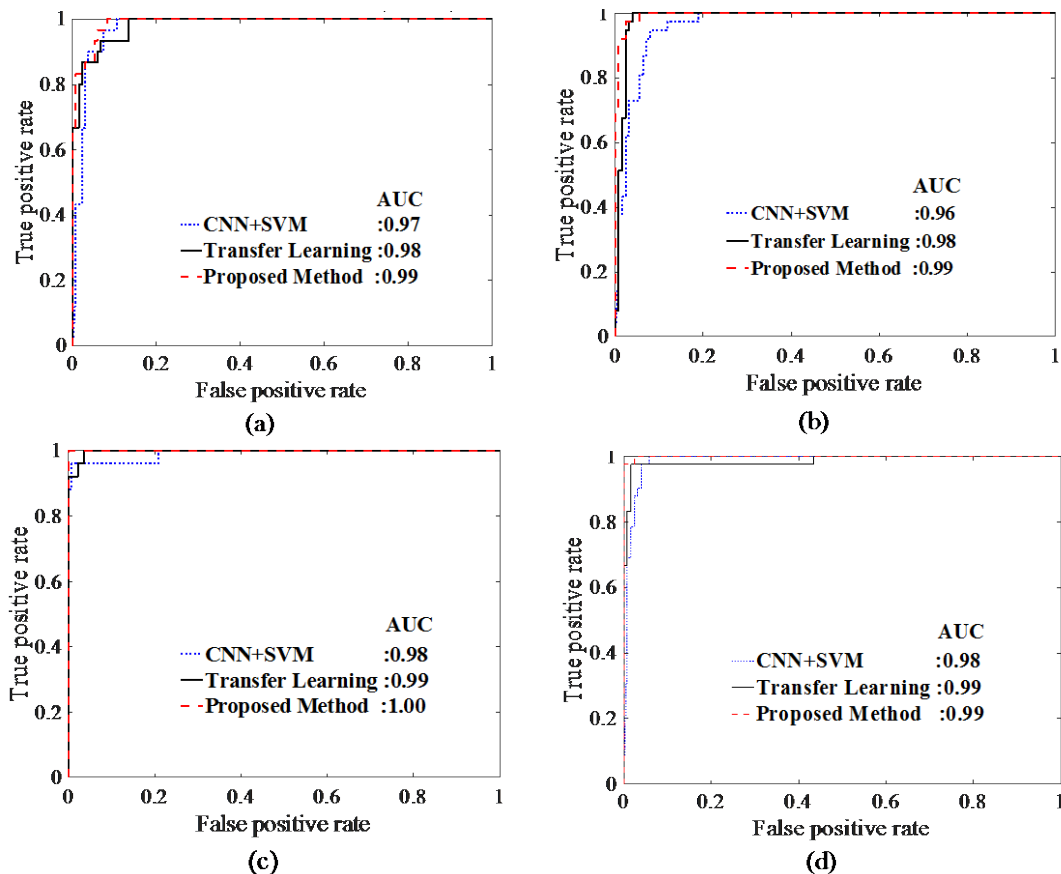 1
0.8
0.6
0.4
0.2
0
True positive rate
AUC
CNN+SVM :0.97
Transfer Learning :0.98
Proposed Method :0.99
0 0.2 0.4 0.6 0.8 1
False positive rate
(a)
1
0.8
0.6
0.4
0.2
0
True positive rate
AUC
CNN+SVM :0.96
Transfer Learning :0.98
Proposed Method :0.99
0 0.2 0.4 0.6 0.8 1
False positive rate
(b)
1
0.8
0.6
0.4
0.2
0
True positive rate
AUC
CNN+SVM :0.98
Transfer Learning :0.99
Proposed Method :1.00
0 0.2 0.4 0.6 0.8 1
False positive rate
(c)
1
0.8
0.6
0.4
0.2
0
True positive rate
AUC
CNN+SVM :0.98
Transfer Learning :0.99
Proposed Method :0.99
0 0.2 0.4 0.6 0.8 1
False positive rate
(d)